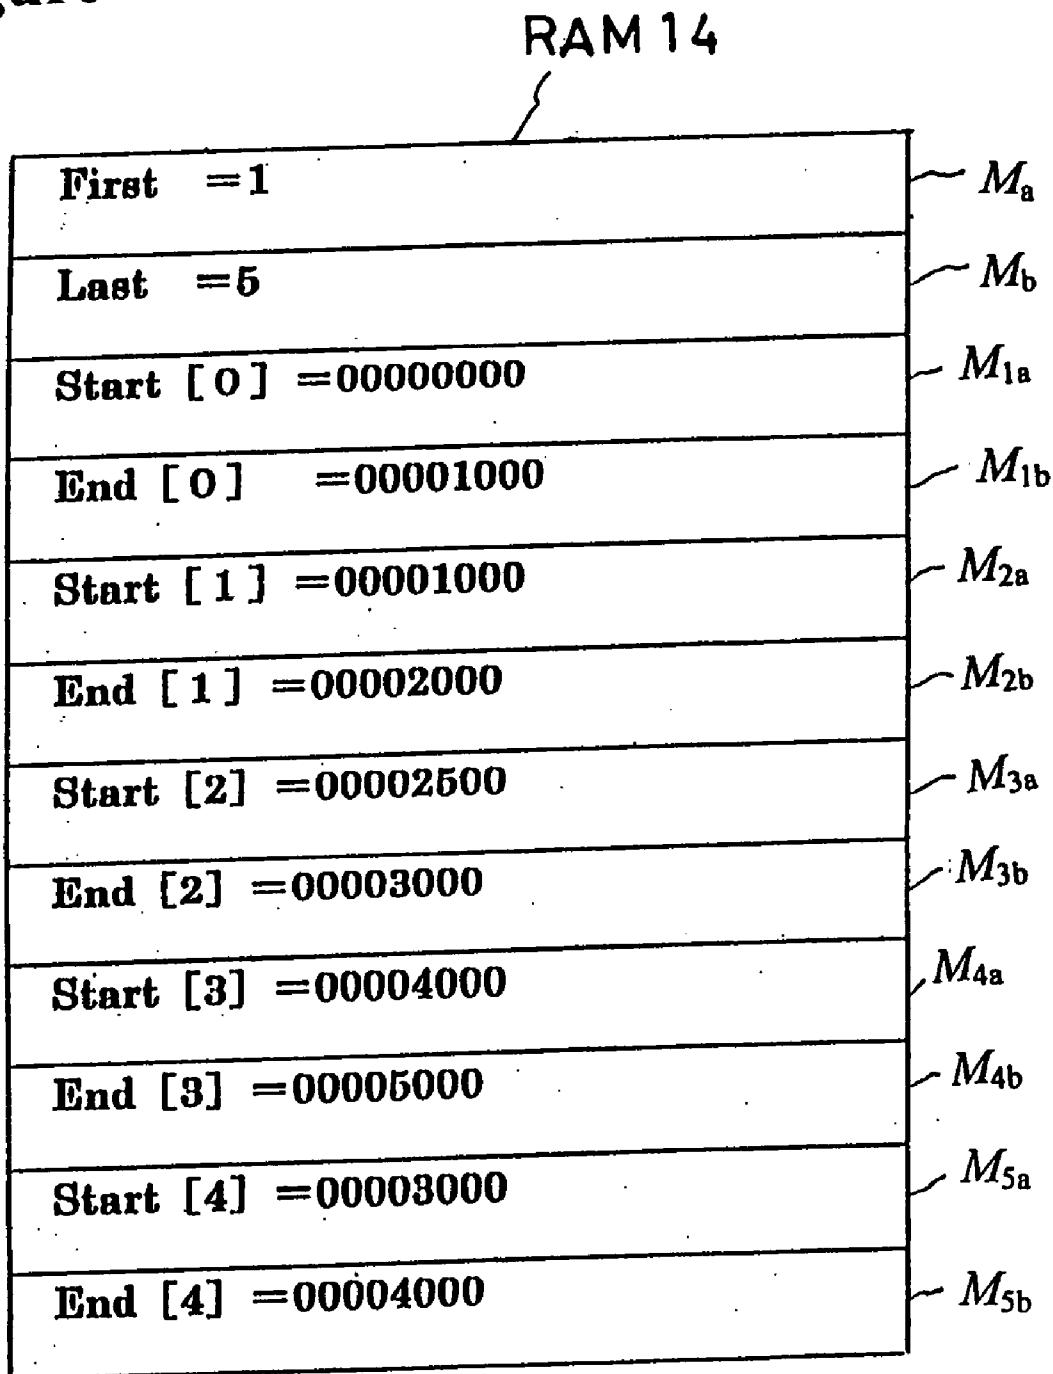 RAM 14
First =1 Ma
Last =5 Mb
Start [0] =00000000 M1a
End [0] =00001000 M1b
Start [1] =00001000 M2a
End [1] =00002000 M2b
Start [2] =00002500 M3a
End [2] =00003000 M3b
Start [3] =00004000 M4a
End [3] =00005000 M4b
Start [4] =00003000 M5a
End [4] =00004000 M5b